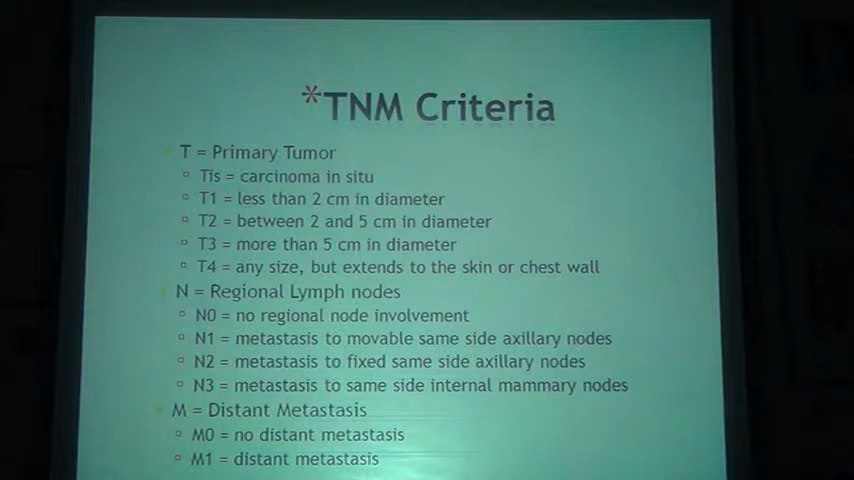 *TNM Criteria
T = Primary Tumor
Tis = carcinoma in situ
T1 = less than 2 cm in diameter
T2 = between 2 and 5 cm in diameter
T3 = more than 5 cm in diameter
T4 = any size, but extends to the skin or chest wall
N = Regional Lymph nodes
N0 = no regional node involvement
N1 = metastasis to movable same side axillary nodes
N2 = metastasis to fixed same side axillary nodes
N3 = metastasis to same side internal mammary nodes
M = Distant Metastasis
M0 = no distant metastasis
M1 = distant metastasis